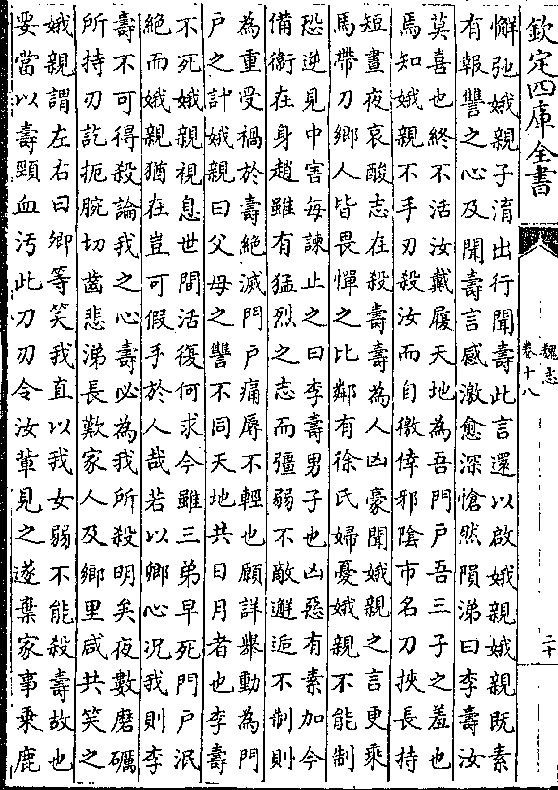 欽定四庫全書
魏志
卷十八
二十
懈弛娥親子淯出行聞壽此言還以啟娥親娥親既素
有報讐之心及聞壽言感激愈深愴然隕涕曰李壽汝
莫喜也終不活汝戴履天地為吾門戶吾三子之羞也
焉知娥親不手刃殺汝而自徼倖邪陰市名刀挾長持
短晝夜哀酸志在殺壽壽為人凶豪聞娥親之言更乘
馬帶刀鄉人皆畏憚之比鄰有徐氏婦憂娥親不能制
恐逆見中害每諫止之曰李壽男子也凶惡有素加今
備衛在身趙雖有猛烈之志而彊弱不敵邂逅不制則
為重受禍於壽絕滅門戶痛辱不輕也願詳舉動為門
戶之計娥親曰父母之讐不同天地共日月者也李壽
不死娥親視息世間活復何求今雖三弟早死門戶泯
絕而娥親猶在豈可假手於人哉若以卿心況我則李
壽不可得殺論我之心壽必為我所殺明矣夜數磨礪
所持刃訖扼腕切齒悲涕長歎家人及鄉里咸共笑之
娥親謂左右曰卿等笑我直以我女弱不能殺壽故也
要當以壽頸血汚此刀刃令汝輩見之遂棄家事乘鹿